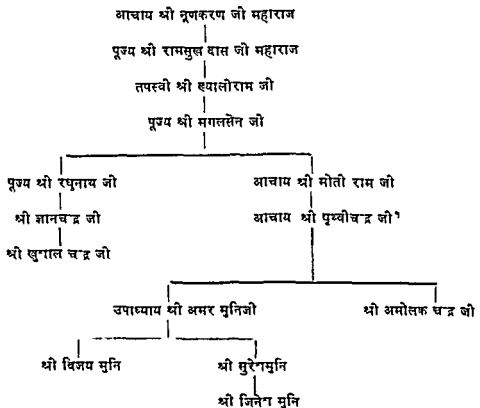 आचाय श्री नूणकरण जी महाराज
पूज्य श्री रामसुख दास जी महाराज
तपस्वी श्री ख्यालीराम जी
पूज्य श्री मगलसेन जी
पूज्य श्री रघुनाथ जी आचाय श्री मोती राम जी
श्री ज्ञानचन्द्र जी आचाय श्री पृथ्वीचन्द्र जी¹
श्री खुशाल चन्द्र जी
उपाध्याय श्री अमर मुनिजी श्री अमोलक चन्द्र जी
श्री विजय मुनि श्री सुरेशमुनि
श्री जिनेश मुनि